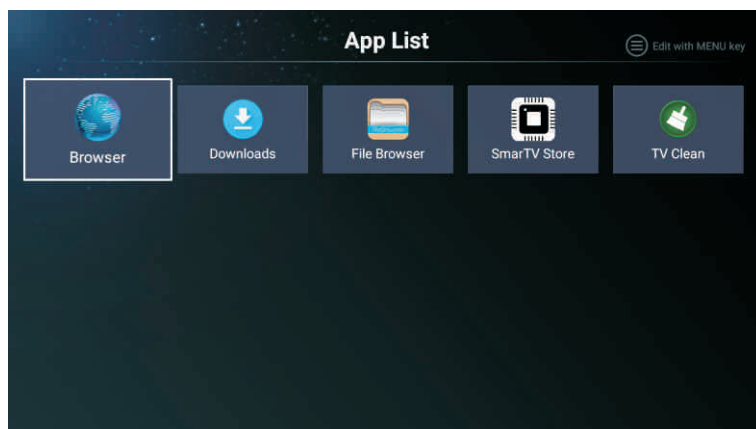 App List
Edit with MENU key
Browser
Downloads
File Browser
SmarTV Store
TV Clean